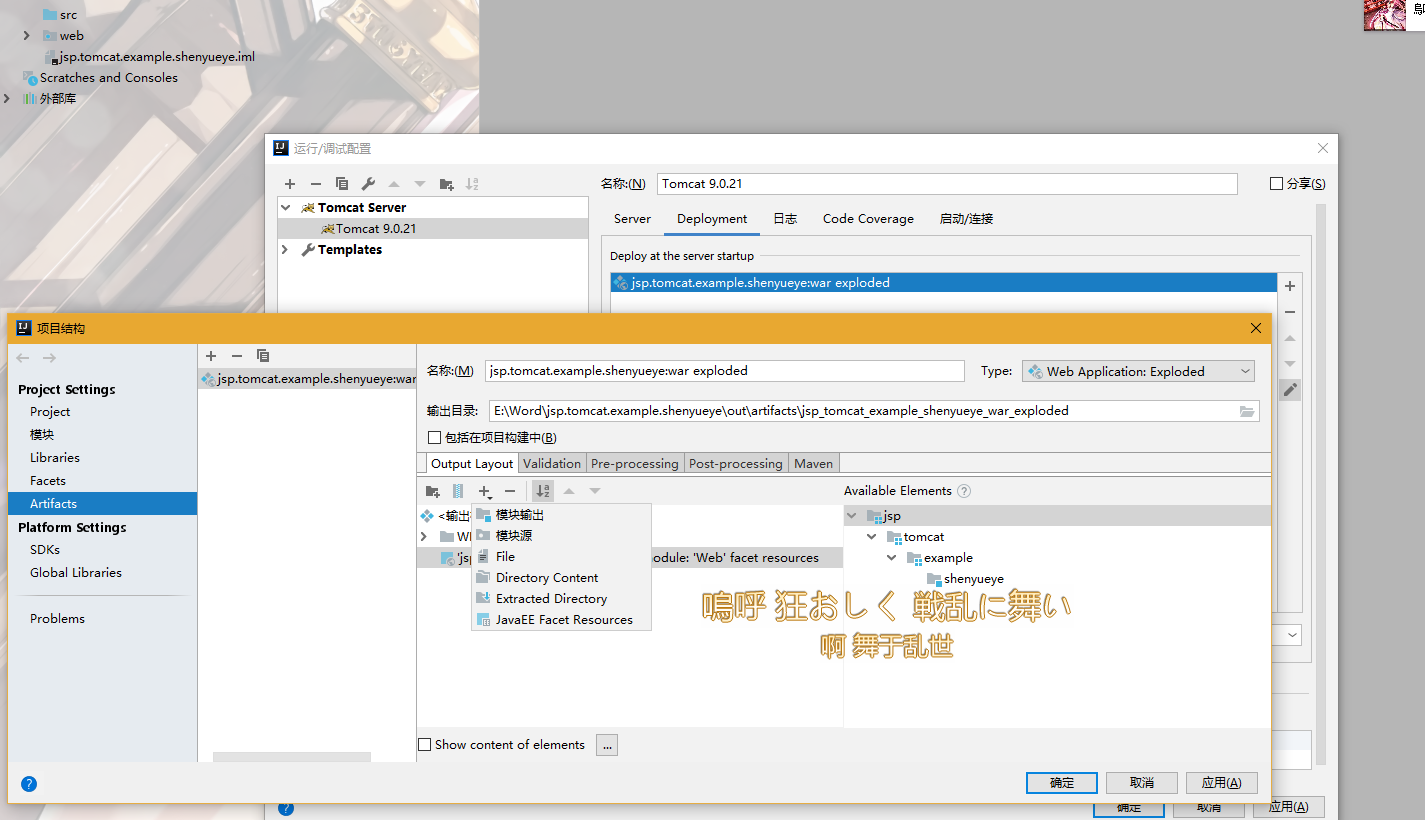 src
web
jsp.tomcat.example.shenyueye.iml
Scratches and Consoles
外部库
运行/调试配置
名称:(N) Tomcat 9.0.21 分享(S)
Tomcat Server
Tomcat 9.0.21
Templates
Server Deployment 日志 Code Coverage 启动/连接
Deploy at the server startup
jsp.tomcat.example.shenyueye:war exploded
项目结构
Project Settings
Project
模块
Libraries
Facets
Artifacts
Platform Settings
SDKs
Global Libraries
Problems
jsp.tomcat.example.shenyueye:war
名称:(M) jsp.tomcat.example.shenyueye:war exploded Type: Web Application: Exploded
输出目录: E:\Word\jsp.tomcat.example.shenyueye\out\artifacts\jsp_tomcat_example_shenyueye_war_exploded
包括在项目构建中(B)
Output Layout Validation Pre-processing Post-processing Maven
Available Elements
<输出
'jsp odule: 'Web' facet resources
模块输出
模块源
File
Directory Content
Extracted Directory
JavaEE Facet Resources
jsp
tomcat
example
shenyueye
嗚呼 狂おしく 戦乱に舞い
啊 舞于乱世
Show content of elements ...
确定 取消 应用(A)
确定 取消 应用(A)